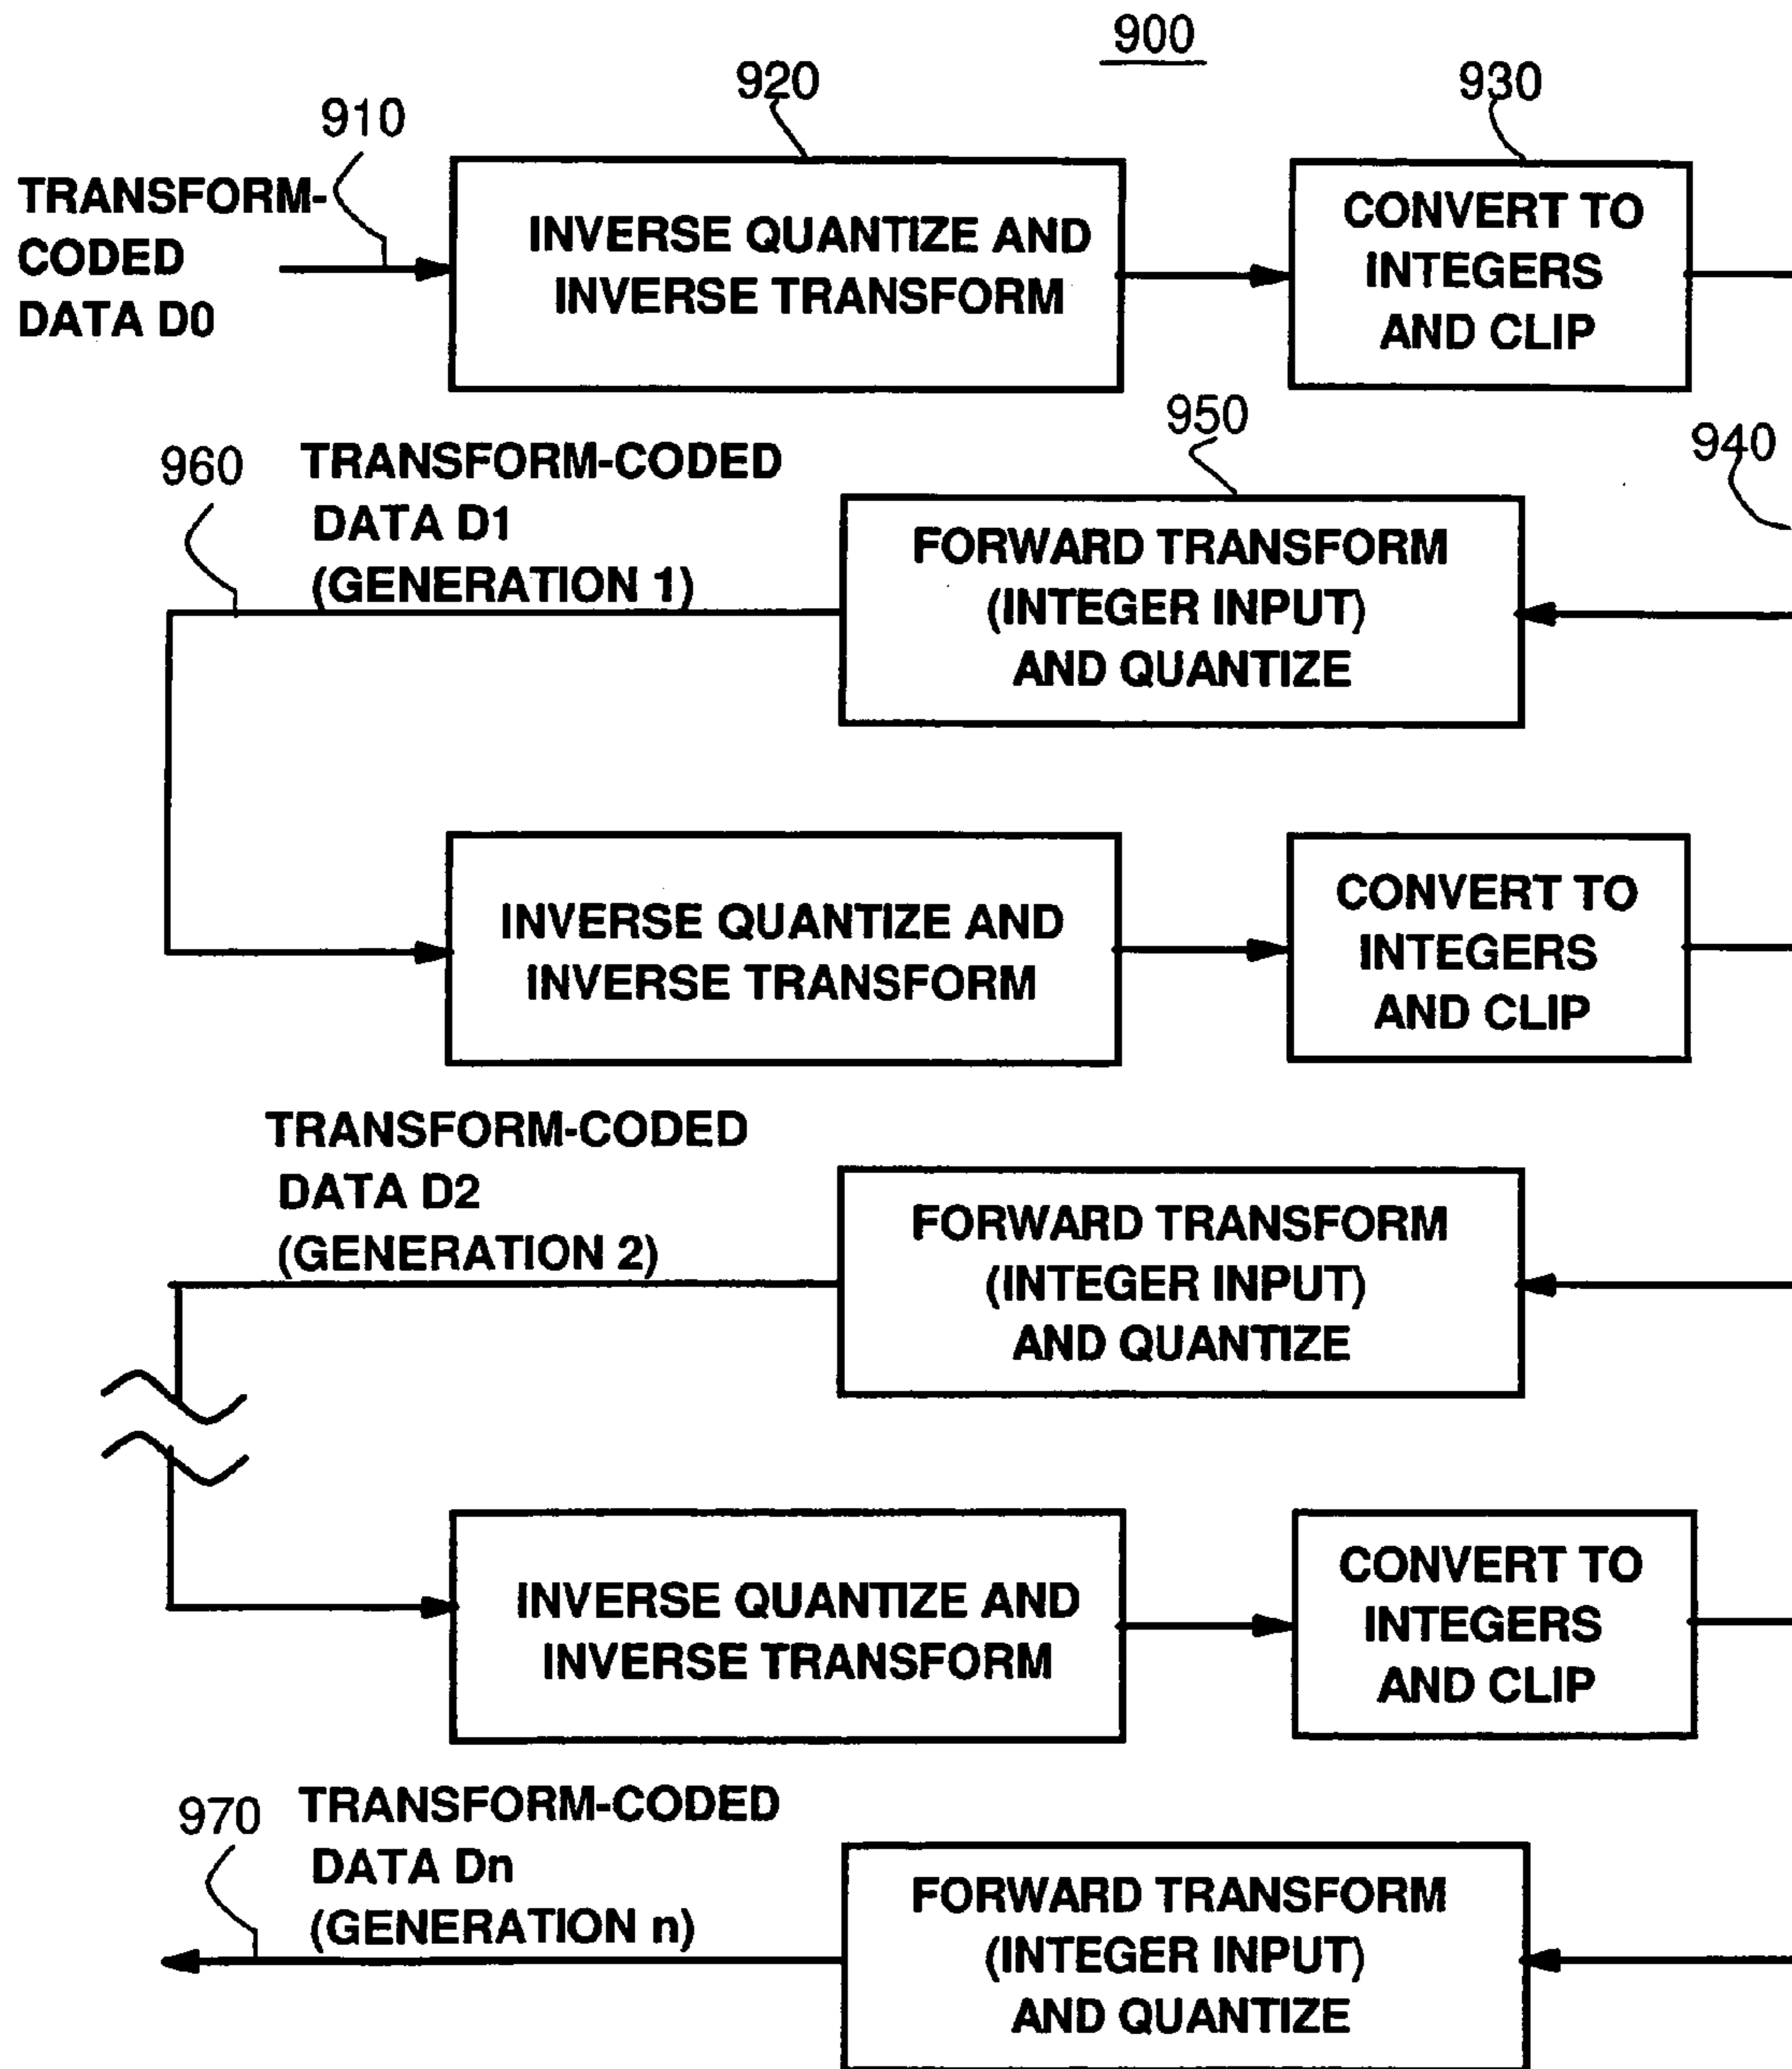 900
920
930
910
TRANSFORM-
CODED
DATA D0
INVERSE QUANTIZE AND
INVERSE TRANSFORM
CONVERT TO
INTEGERS
AND CLIP
950
940
960
TRANSFORM-CODED
DATA D1
(GENERATION 1)
FORWARD TRANSFORM
(INTEGER INPUT)
AND QUANTIZE
INVERSE QUANTIZE AND
INVERSE TRANSFORM
CONVERT TO
INTEGERS
AND CLIP
TRANSFORM-CODED
DATA D2
(GENERATION 2)
FORWARD TRANSFORM
(INTEGER INPUT)
AND QUANTIZE
INVERSE QUANTIZE AND
INVERSE TRANSFORM
CONVERT TO
INTEGERS
AND CLIP
970
TRANSFORM-CODED
DATA Dn
(GENERATION n)
FORWARD TRANSFORM
(INTEGER INPUT)
AND QUANTIZE